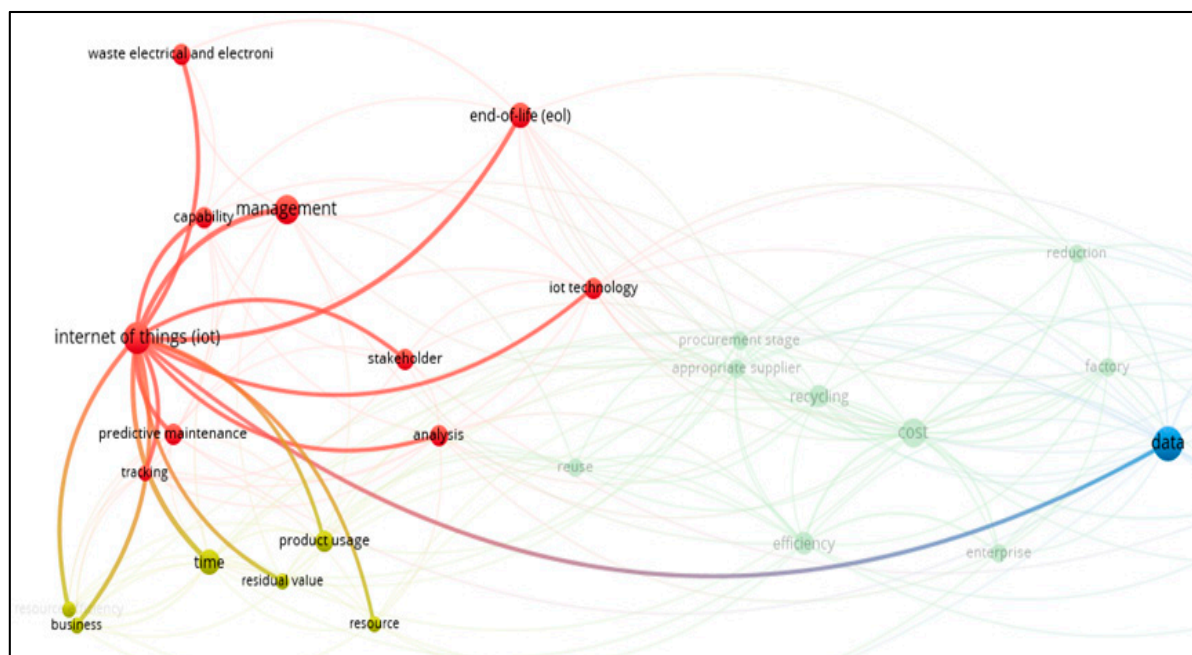 waste electrical and electroni
end-of-life (eol)
management
capability
reduction
iot technology
internet of things (iot)
procurement stage
stakeholder
appropriate supplier
factory
recycling
predictive maintenance
analysis
cost
data
tracking
reuse
product usage
efficiency
time
enterprise
residual value
business
resource